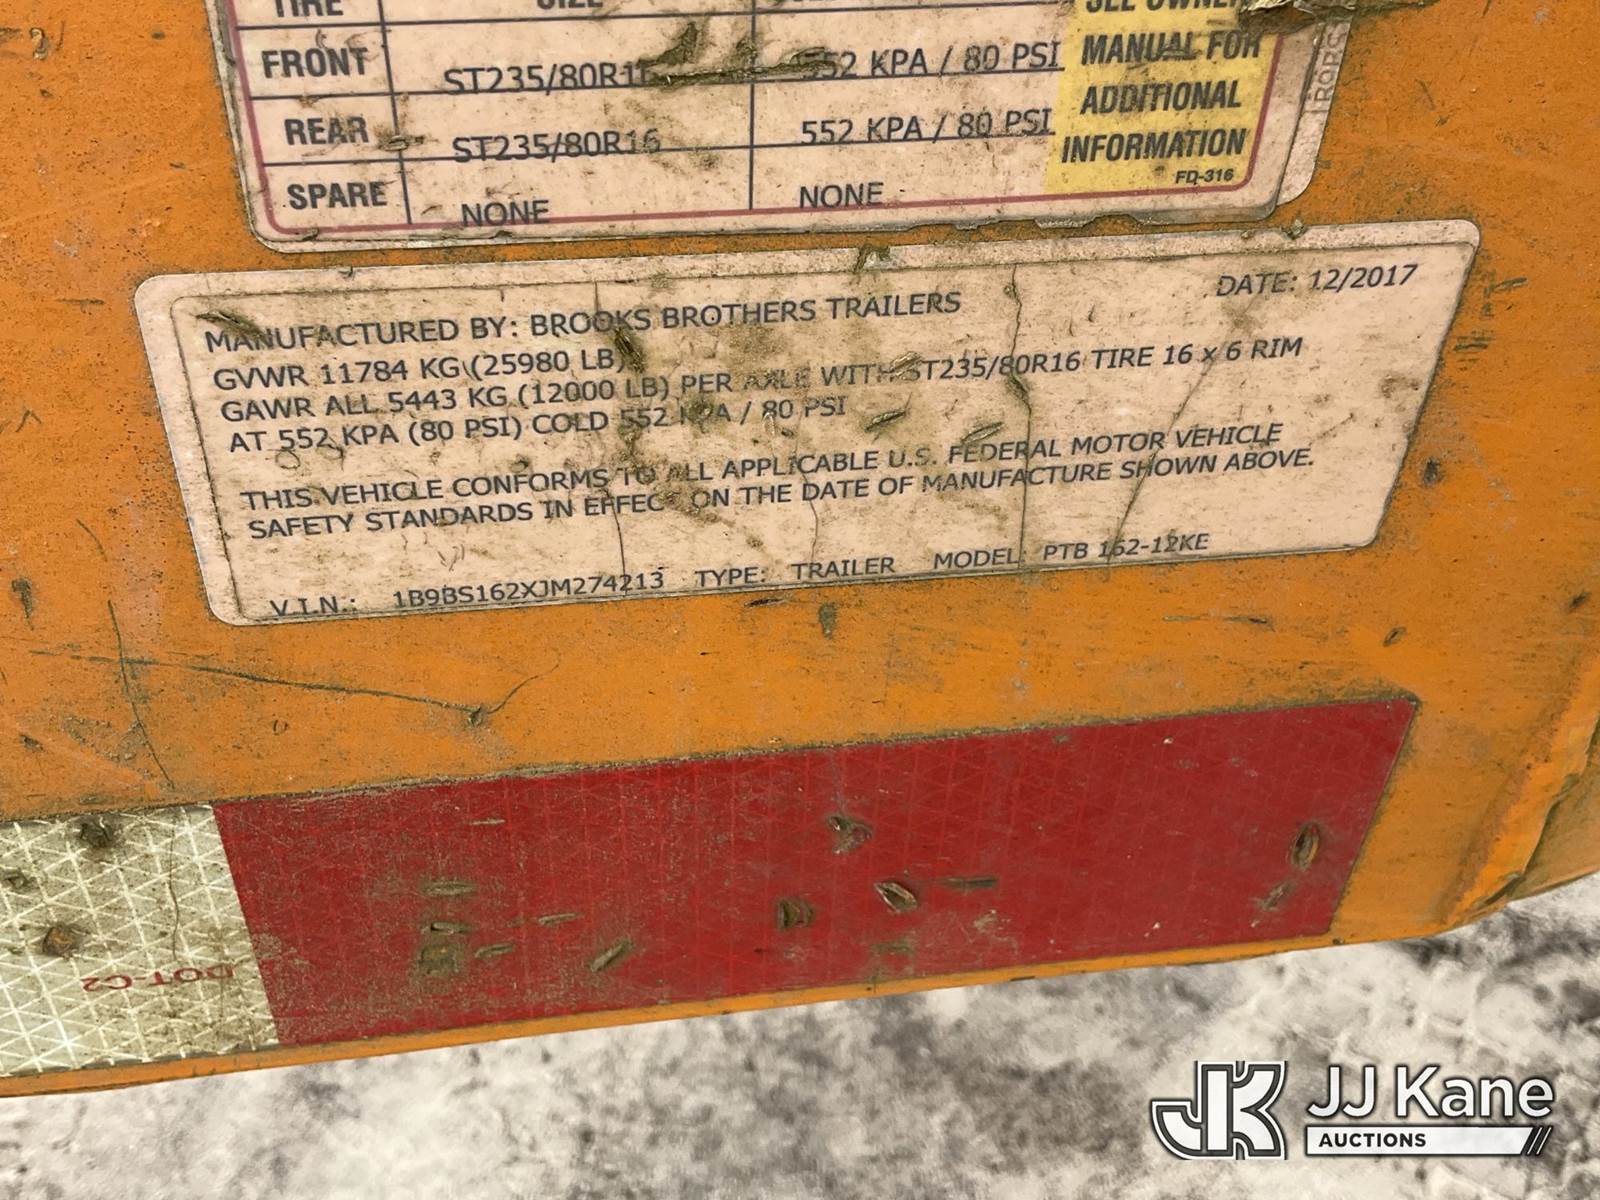 TIRE SIZE SEE OWNER
FRONT ST235/80R16 552 KPA / 80 PSI MANUAL FOR
ADDITIONAL
REAR ST235/80R16 552 KPA / 80 PSI INFORMATION
SPARE NONE NONE FD-316
MANUFACTURED BY: BROOKS BROTHERS TRAILERS DATE: 12/2017
GVWR 11784 KG (25980 LB)
GAWR ALL 5443 KG (12000 LB) PER AXLE WITH ST235/80R16 TIRE 16 x 6 RIM
AT 552 KPA (80 PSI) COLD 552 KPA / 80 PSI
THIS VEHICLE CONFORMS TO ALL APPLICABLE U.S. FEDERAL MOTOR VEHICLE
SAFETY STANDARDS IN EFFECT ON THE DATE OF MANUFACTURE SHOWN ABOVE.
V.I.N.: 1B9BS162XJM274213 TYPE: TRAILER MODEL: PTB 162-12KE
DOT-C2
JK JJ Kane
AUCTIONS